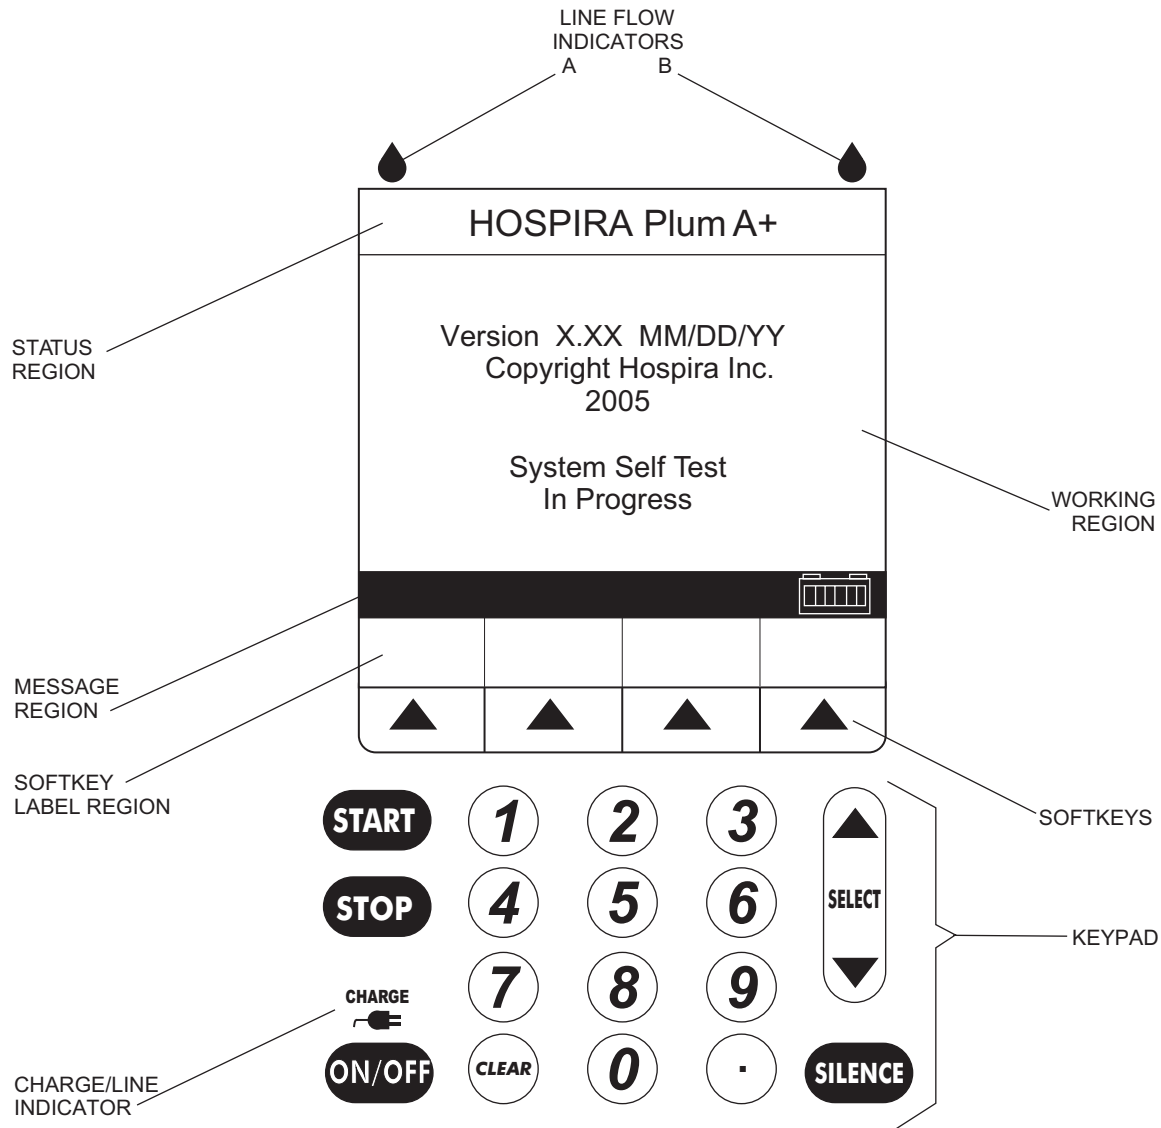 LINE FLOW
INDICATORS
A B
HOSPIRA Plum A+
STATUS
REGION
Version X.XX MM/DD/YY
Copyright Hospira Inc.
2005
System Self Test
In Progress
WORKING
REGION
MESSAGE
REGION
SOFTKEY
LABEL REGION
SOFTKEYS
START 1 2 3
STOP 4 5 6 SELECT
KEYPAD
CHARGE 7 8 9
ON/OFF CLEAR 0 . SILENCE
CHARGE/LINE
INDICATOR